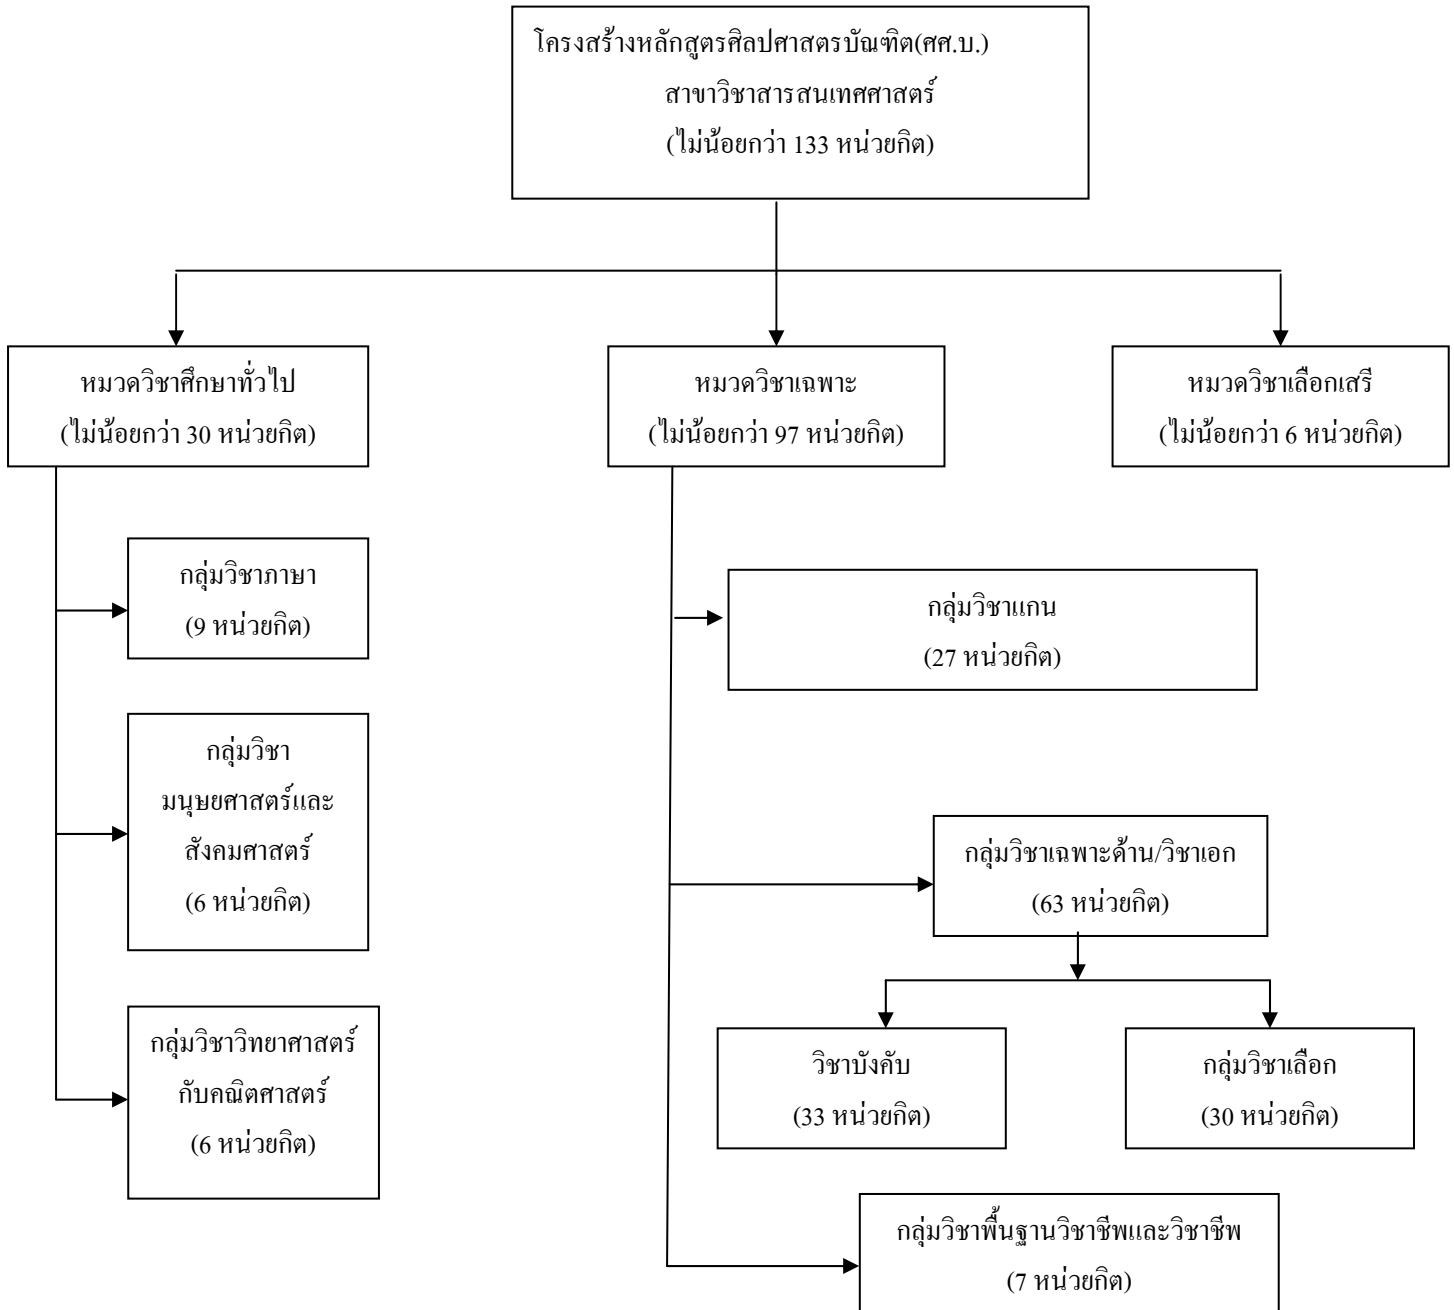 โครงสร้างหลักสูตรศิลปศาสตรบัณฑิต(ศศ.บ.)
สาขาวิชาสารสนเทศศาสตร์
(ไม่น้อยกว่า 133 หน่วยกิต)
หมวดวิชาศึกษาทั่วไป
(ไม่น้อยกว่า 30 หน่วยกิต)
หมวดวิชาเฉพาะ
(ไม่น้อยกว่า 97 หน่วยกิต)
หมวดวิชาเลือกเสรี
(ไม่น้อยกว่า 6 หน่วยกิต)
กลุ่มวิชาภาษา
(9 หน่วยกิต)
กลุ่มวิชา
มนุษยศาสตร์และ
สังคมศาสตร์
(6 หน่วยกิต)
กลุ่มวิชาวิทยาศาสตร์
กับคณิตศาสตร์
(6 หน่วยกิต)
กลุ่มวิชาแกน
(27 หน่วยกิต)
กลุ่มวิชาเฉพาะด้าน/วิชาเอก
(63 หน่วยกิต)
วิชาบังคับ
(33 หน่วยกิต)
กลุ่มวิชาเลือก
(30 หน่วยกิต)
กลุ่มวิชาพื้นฐานวิชาชีพและวิชาชีพ
(7 หน่วยกิต)